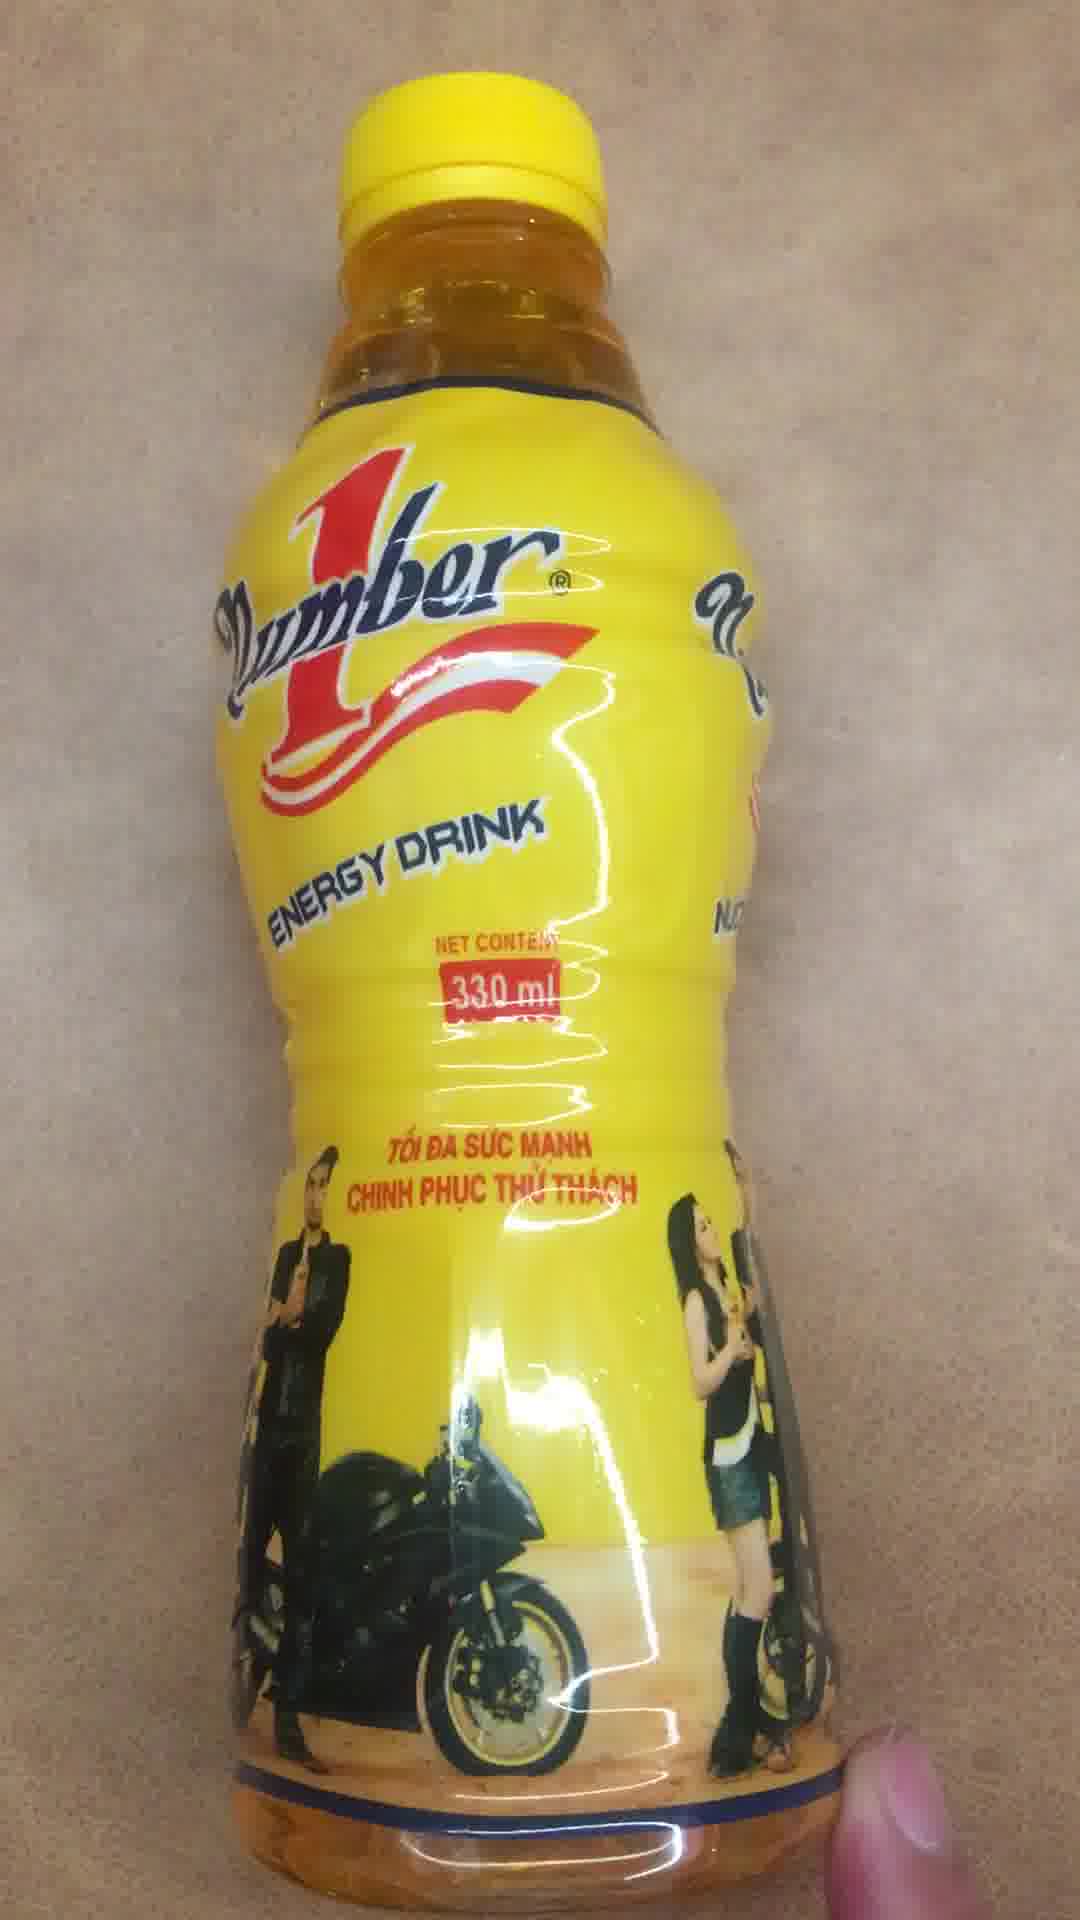 Number 1 ®
ENERGY DRINK
NET CONTENT
330 ml
TỐI ĐA SỨC MẠNH
CHINH PHỤC THỬ THÁCH